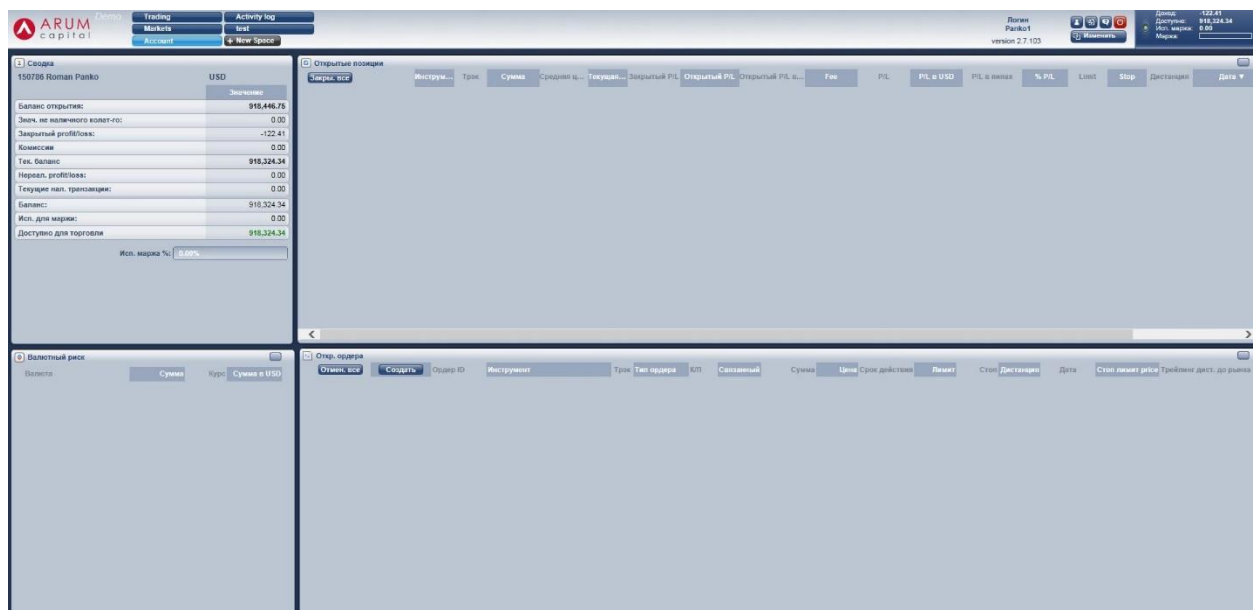 ARUM
capital
Demo
Trading
Activity log
Markets
test
Account
+ New Space
Логин
Panko1
version 2.7.103
Изменить
Доход: -122.41
Доступно: 918,324.34
Исп. маржа: 0.00
Маржа:
Сводка
150786 Roman Panko USD
Значение
Баланс открытия: 918,446.75
Знач. не наличного колат-го: 0.00
Закрытый profit/loss: -122.41
Комиссии 0.00
Тек. баланс 918,324.34
Нереал. profit/loss: 0.00
Текущие нал. транзакции: 0.00
Баланс: 918,324.34
Исп. для маржи: 0.00
Доступно для торговли 918,324.34
Исп. маржа %: 0.00%
Открытые позиции
Закры. все Инструм... Трок Сумма Средняя ц... Текущая... Закрытый P/L Открытый P/L Открытый P/L в... Fee P/L P/L в USD P/L в пипах % P/L Limit Stop Дистанция Дата
Валютный риск
Валюта Сумма Курс Сумма в USD
Откр. ордера
Отмен. все Создать Ордер ID Инструмент Трок Тип ордера К/П Связанный Сумма Цена Срок действия Лимит Стоп Дистанция Дата Стоп лимит price Трейлинг дист. до рынка